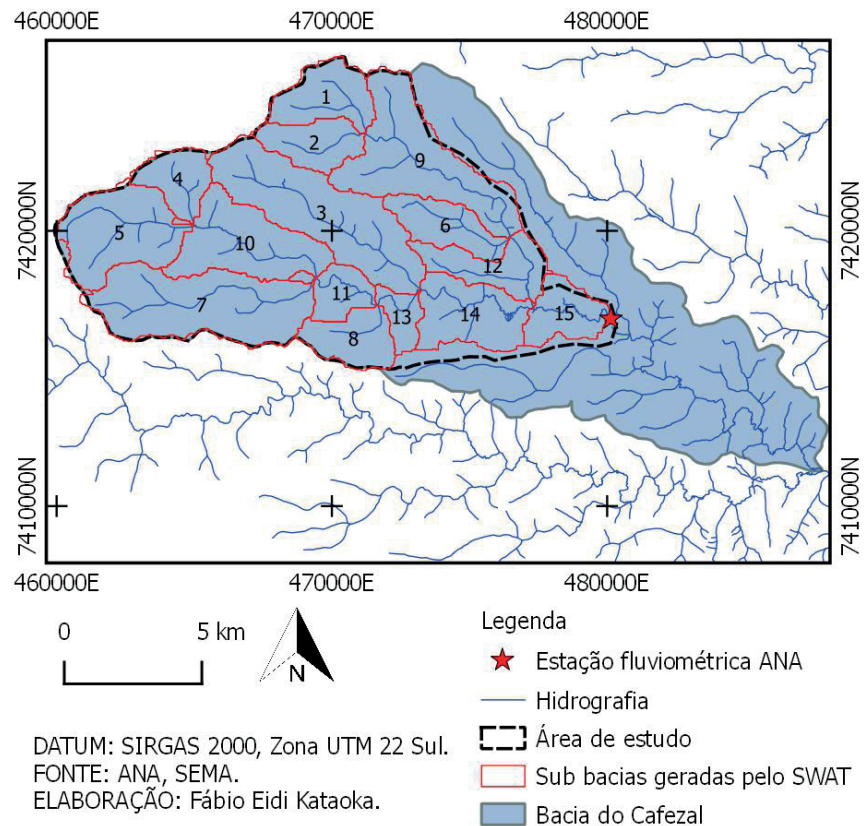 460000E 470000E 480000E
7420000N
7410000N
1
2
9
4
3
5
6
10
12
11
7
13
14
15
8
7420000N
7410000N
460000E 470000E 480000E
0 5 km
N
Legenda
Estação fluviométrica ANA
Hidrografia
Área de estudo
Sub bacias geradas pelo SWAT
Bacia do Cafezal
DATUM: SIRGAS 2000, Zona UTM 22 Sul.
FONTE: ANA, SEMA.
ELABORAÇÃO: Fábio Eidi Kataoka.